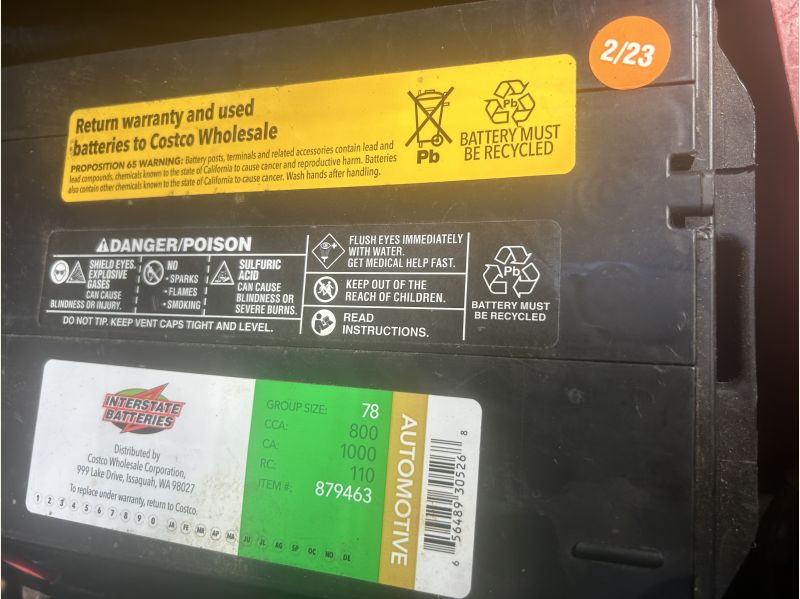 2/23
Return warranty and used
batteries to Costco Wholesale
PROPOSITION 65 WARNING: Battery posts, terminals and related accessories contain lead and
lead compounds, chemicals known to the state of California to cause cancer and reproductive harm. Batteries
also contain other chemicals known to the state of California to cause cancer. Wash hands after handling.
Pb
Pb
BATTERY MUST
BE RECYCLED
DANGER/POISON
SHIELD EYES.
EXPLOSIVE
GASES
CAN CAUSE
BLINDNESS OR INJURY.
NO
• SPARKS
• FLAMES
• SMOKING
SULFURIC
ACID
CAN CAUSE
BLINDNESS OR
SEVERE BURNS.
DO NOT TIP. KEEP VENT CAPS TIGHT AND LEVEL.
FLUSH EYES IMMEDIATELY
WITH WATER.
GET MEDICAL HELP FAST.
KEEP OUT OF THE
REACH OF CHILDREN.
READ
INSTRUCTIONS.
Pb
BATTERY MUST
BE RECYCLED
INTERSTATE
BATTERIES
Distributed by
Costco Wholesale Corporation,
999 Lake Drive, Issaquah, WA 98027
To replace under warranty, return to Costco.
1 2 3 4 5 6 7 8 9 0 JA FE MR AP MA JU JL AG SP OC NO DE
GROUP SIZE: 78
CCA: 800
CA: 1000
RC: 110
ITEM #: 879463
AUTOMOTIVE
6 56489 30526 8